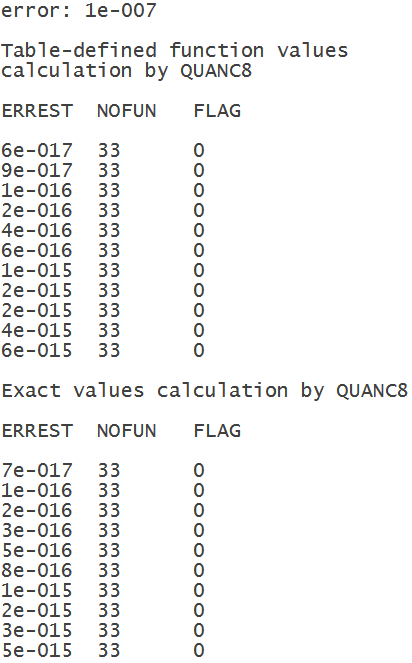 error: 1e-007
Table-defined function values
calculation by QUANC8
ERREST NOFUN FLAG
6e-017 33 0
9e-017 33 0
1e-016 33 0
2e-016 33 0
4e-016 33 0
6e-016 33 0
1e-015 33 0
2e-015 33 0
2e-015 33 0
4e-015 33 0
6e-015 33 0
Exact values calculation by QUANC8
ERREST NOFUN FLAG
7e-017 33 0
1e-016 33 0
2e-016 33 0
3e-016 33 0
5e-016 33 0
8e-016 33 0
1e-015 33 0
2e-015 33 0
3e-015 33 0
5e-015 33 0